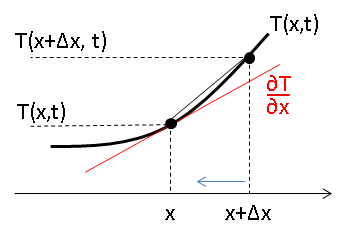 T(x,t)
T(x+Δx, t)
∂T
∂x
T(x,t)
x
x+Δx